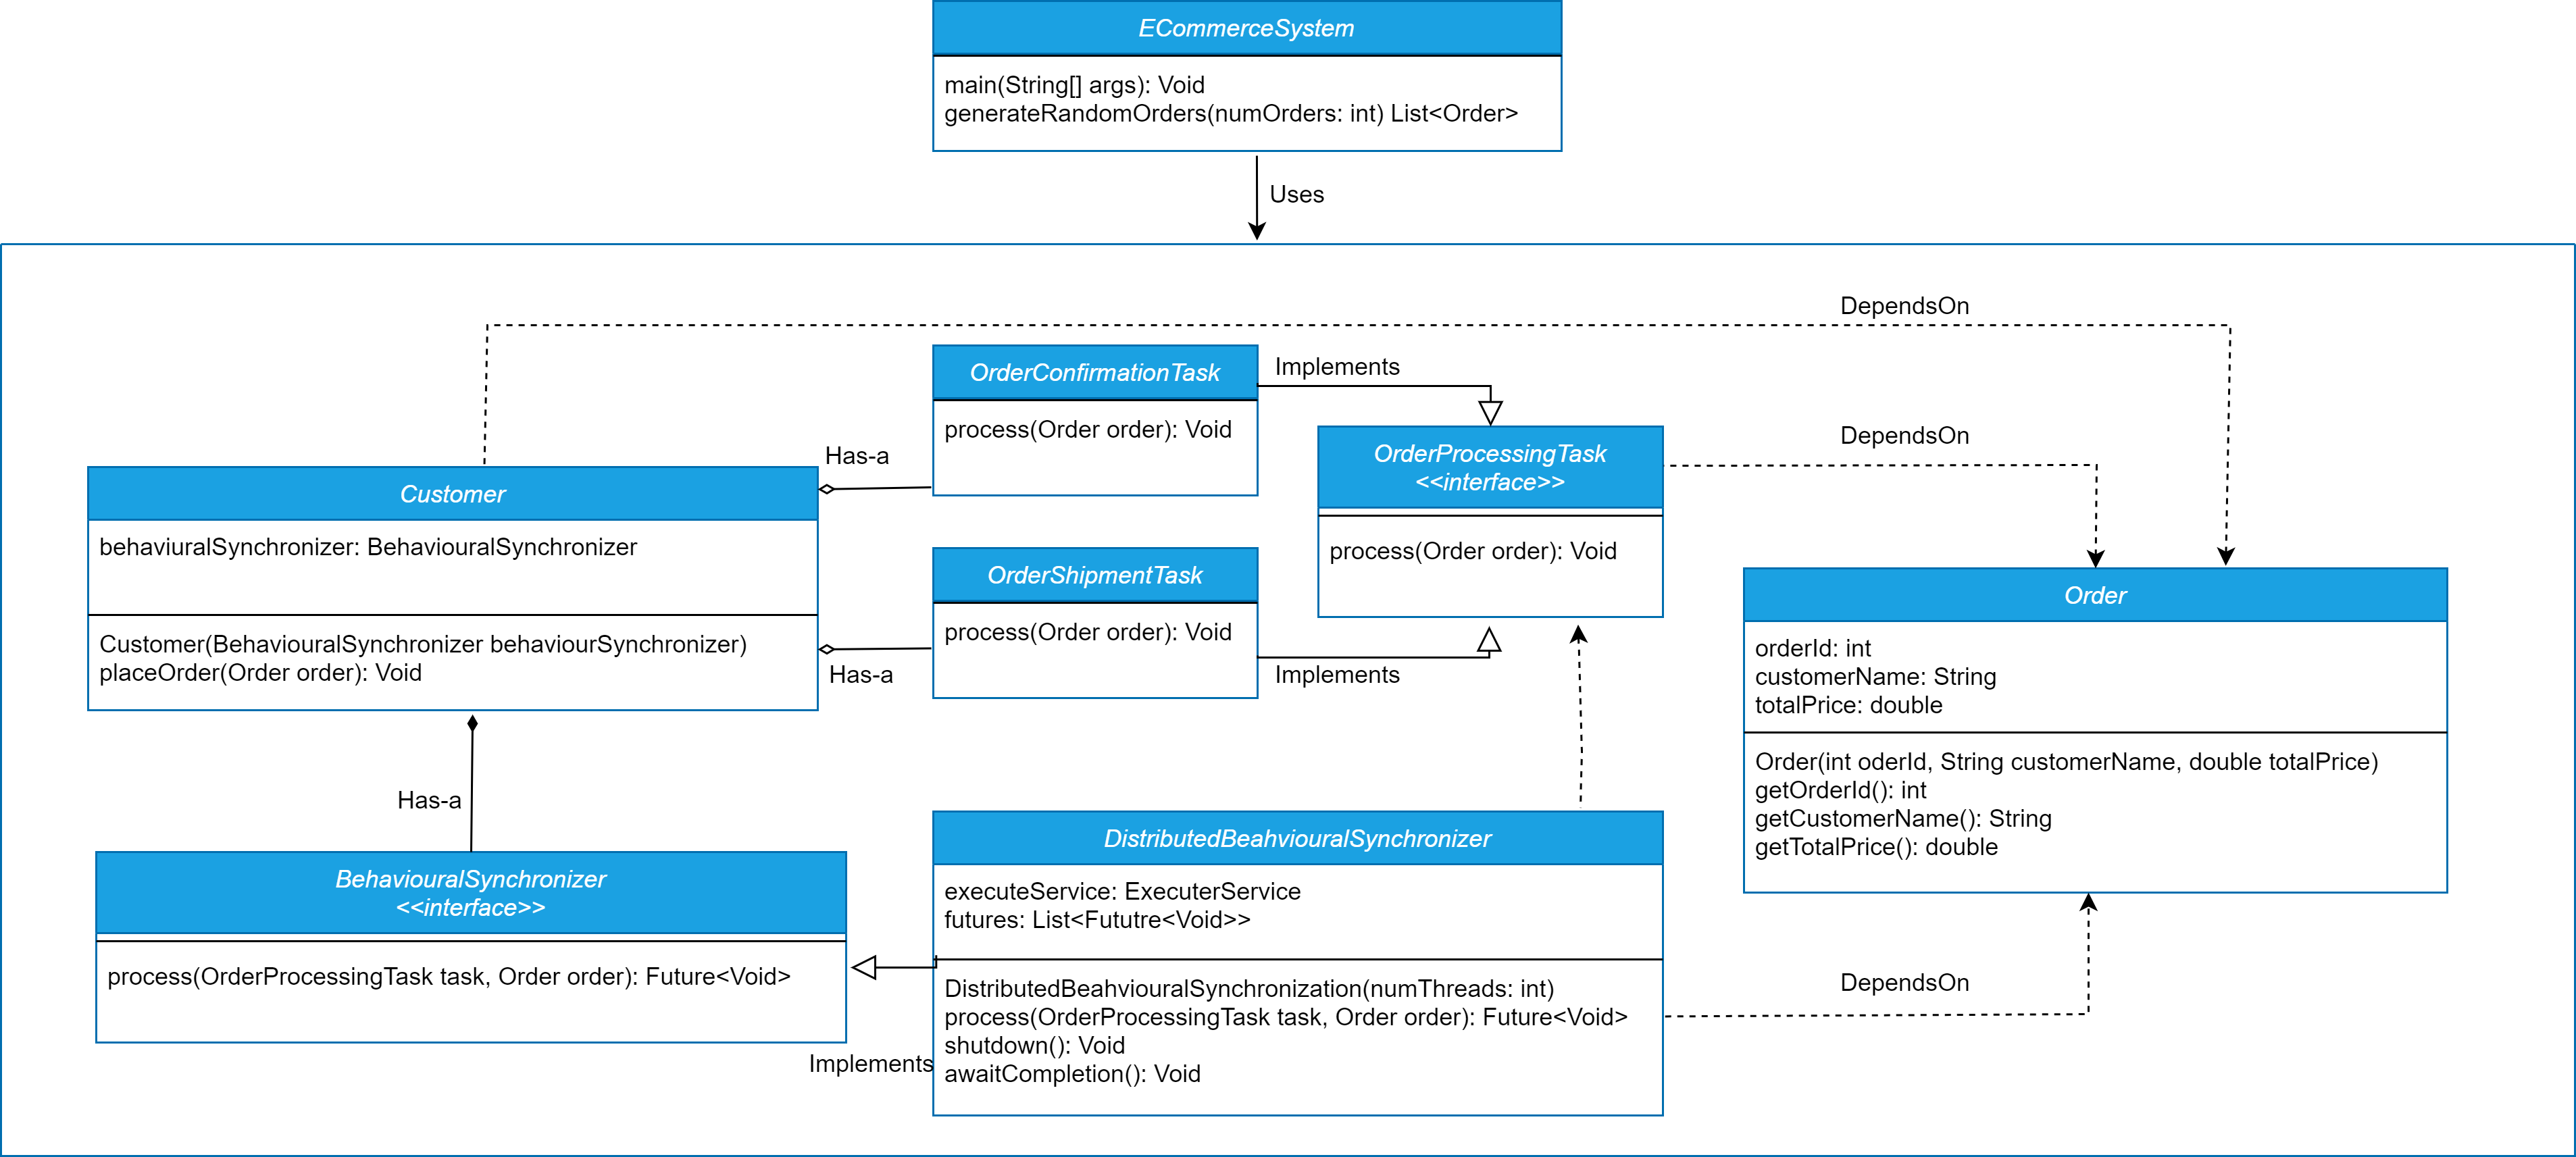 ECommerceSystem
main(String[] args): Void
generateRandomOrders(numOrders: int) List<Order>
Uses
DependsOn
OrderConfirmationTask
process(Order order): Void
Implements
OrderProcessingTask
<<interface>>
process(Order order): Void
DependsOn
Has-a
Customer
behaviuralSynchronizer: BehaviouralSynchronizer
Customer(BehaviouralSynchronizer behaviourSynchronizer)
placeOrder(Order order): Void
OrderShipmentTask
process(Order order): Void
Has-a
Implements
Order
orderId: int
customerName: String
totalPrice: double
Order(int oderId, String customerName, double totalPrice)
getOrderId(): int
getCustomerName(): String
getTotalPrice(): double
Has-a
BehaviouralSynchronizer
<<interface>>
process(OrderProcessingTask task, Order order): Future<Void>
Implements
DistributedBeahviouralSynchronizer
executeService: ExecuterService
futures: List<Fututre<Void>>
DistributedBeahviouralSynchronization(numThreads: int)
process(OrderProcessingTask task, Order order): Future<Void>
shutdown(): Void
awaitCompletion(): Void
DependsOn